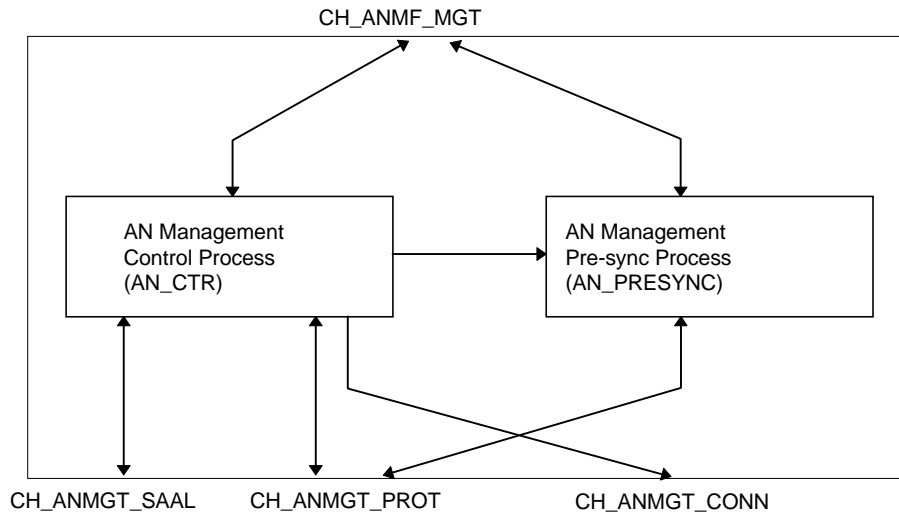 CH_ANMF_MGT
AN Management
Control Process
(AN_CTR)
AN Management
Pre-sync Process
(AN_PRESYNC)
CH_ANMGT_SAAL
CH_ANMGT_PROT
CH_ANMGT_CONN